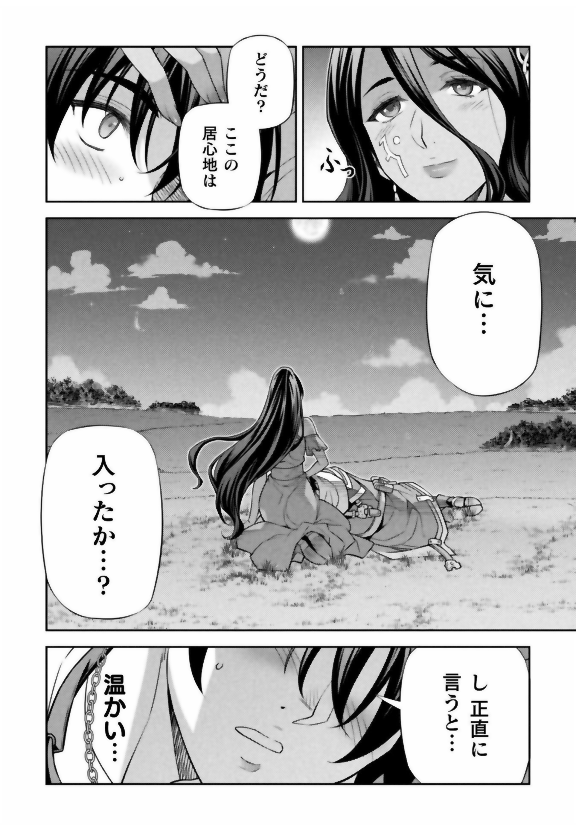 ふっ
どうだ?
ここの
居心地は
気に…
入ったか…?
し 正直に
言うと…
温かい…